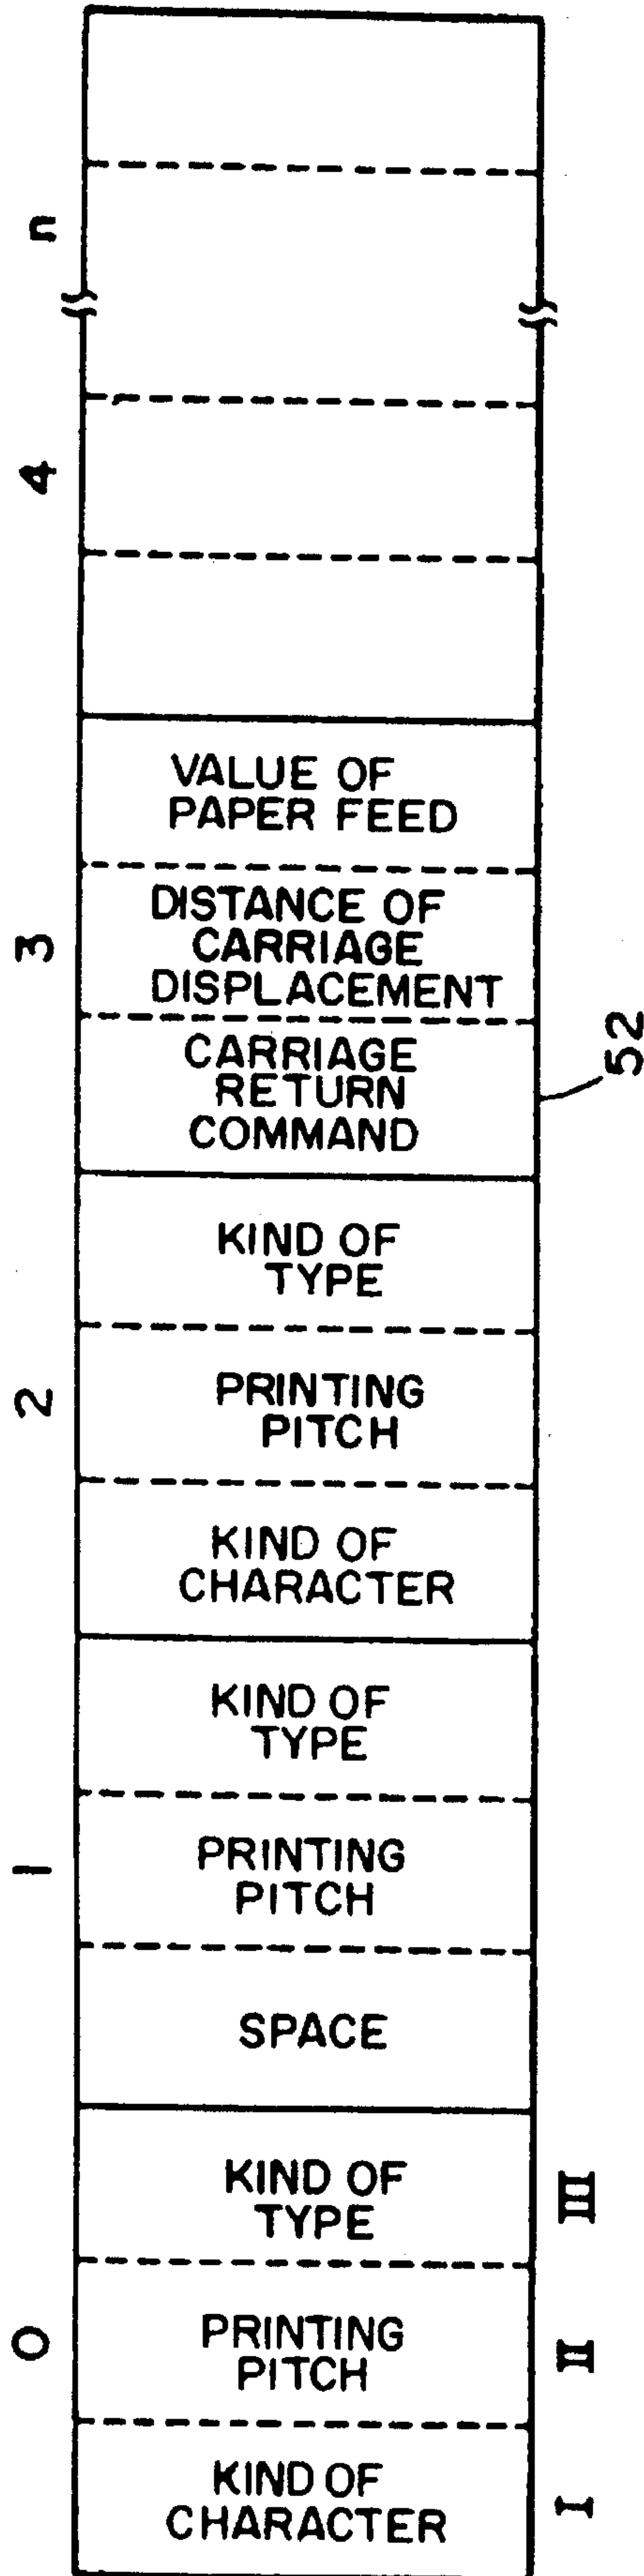 n
4
VALUE OF
PAPER FEED
3
DISTANCE OF
CARRIAGE
DISPLACEMENT
CARRIAGE
RETURN
COMMAND
52
KIND OF
TYPE
2
PRINTING
PITCH
KIND OF
CHARACTER
KIND OF
TYPE
1
PRINTING
PITCH
SPACE
KIND OF
TYPE
III
0
PRINTING
PITCH
II
KIND OF
CHARACTER
I